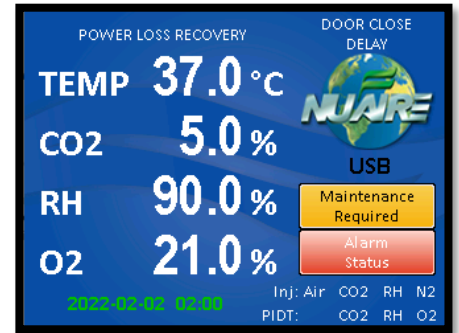 POWER LOSS RECOVERY
DOOR CLOSE
DELAY
TEMP 37.0 °C
NUAIRE
CO2 5.0 %
USB
RH 90.0 %
Maintenance
Required
O2 21.0 %
Alarm
Status
2022-02-02 02:00
Inj: Air CO2 RH N2
PIDT: CO2 RH O2